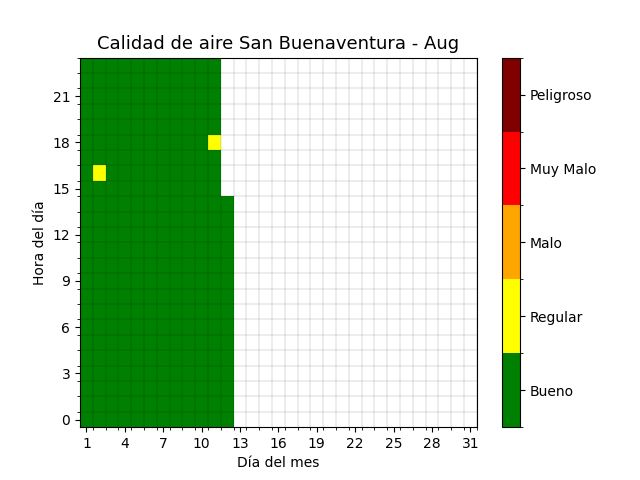 Calidad de aire San Buenaventura - Aug
Hora del día
21
18
15
12
9
6
3
0
1 4 7 10 13 16 19 22 25 28 31
Día del mes
Peligroso
Muy Malo
Malo
Regular
Bueno